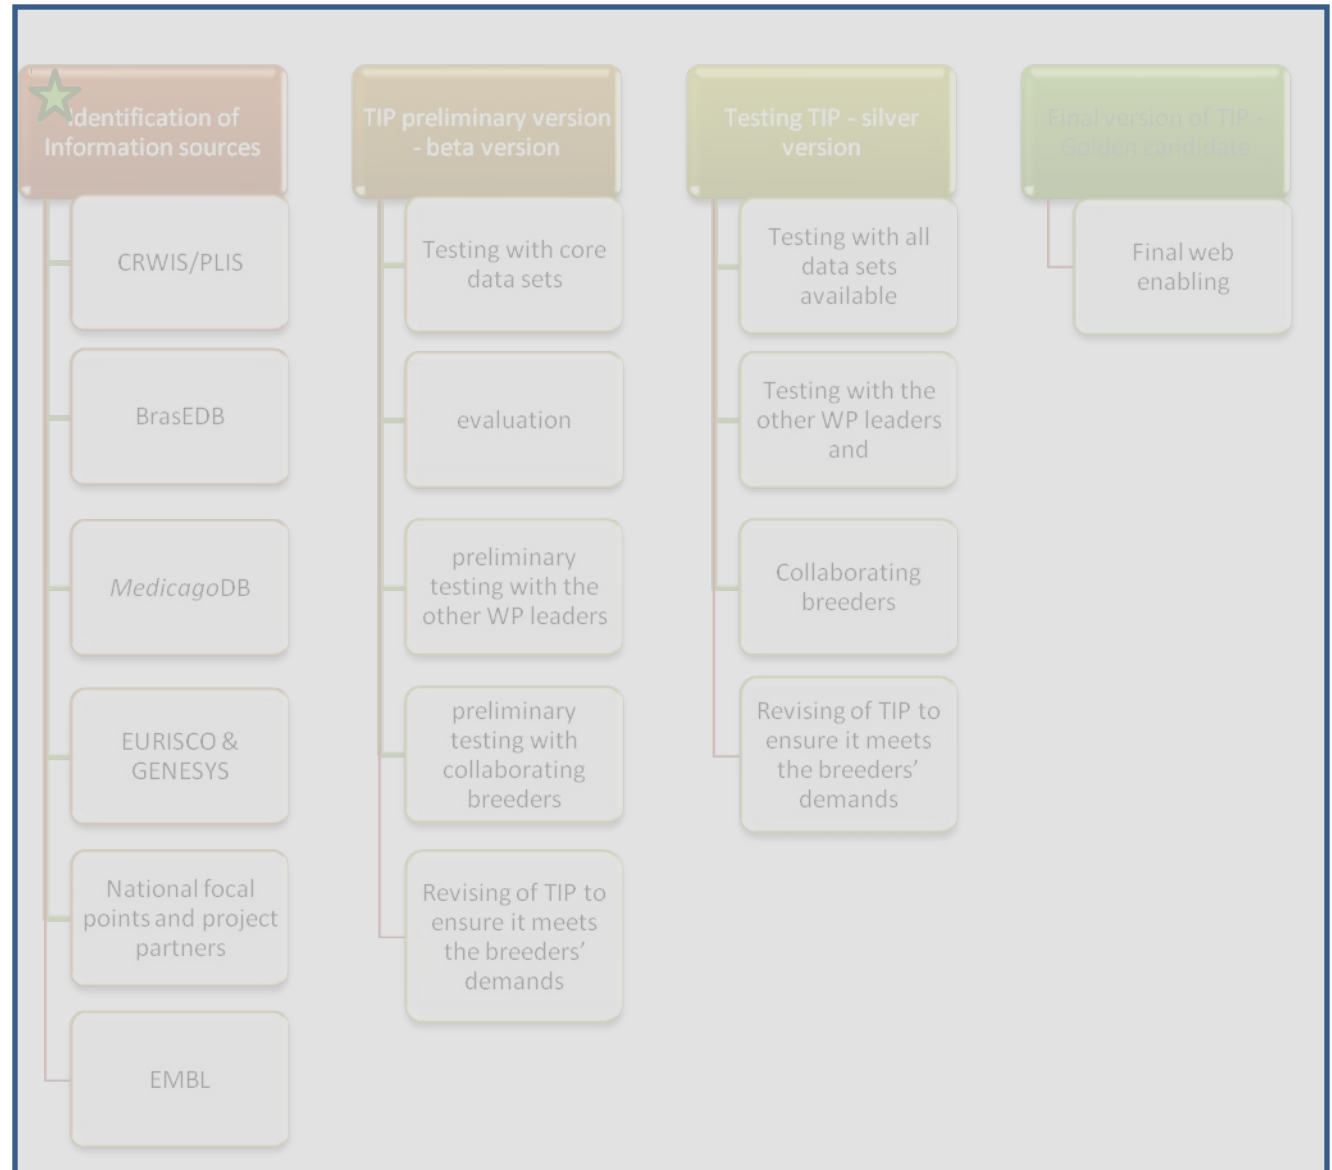 Identification of
Information sources
CRWIS/PLIS
BrasEDB
MedicagoDB
EURISCO &
GENESYS
National focal
points and project
partners
EMBL
TIP preliminary version
- beta version
Testing with core
data sets
evaluation
preliminary
testing with the
other WP leaders
preliminary
testing with
collaborating
breeders
Revising of TIP to
ensure it meets
the breeders’
demands
Testing TIP - silver
version
Testing with all
data sets
available
Testing with the
other WP leaders
and
Collaborating
breeders
Revising of TIP to
ensure it meets
the breeders’
demands
Final version of TIP -
Golden candidate
Final web
enabling